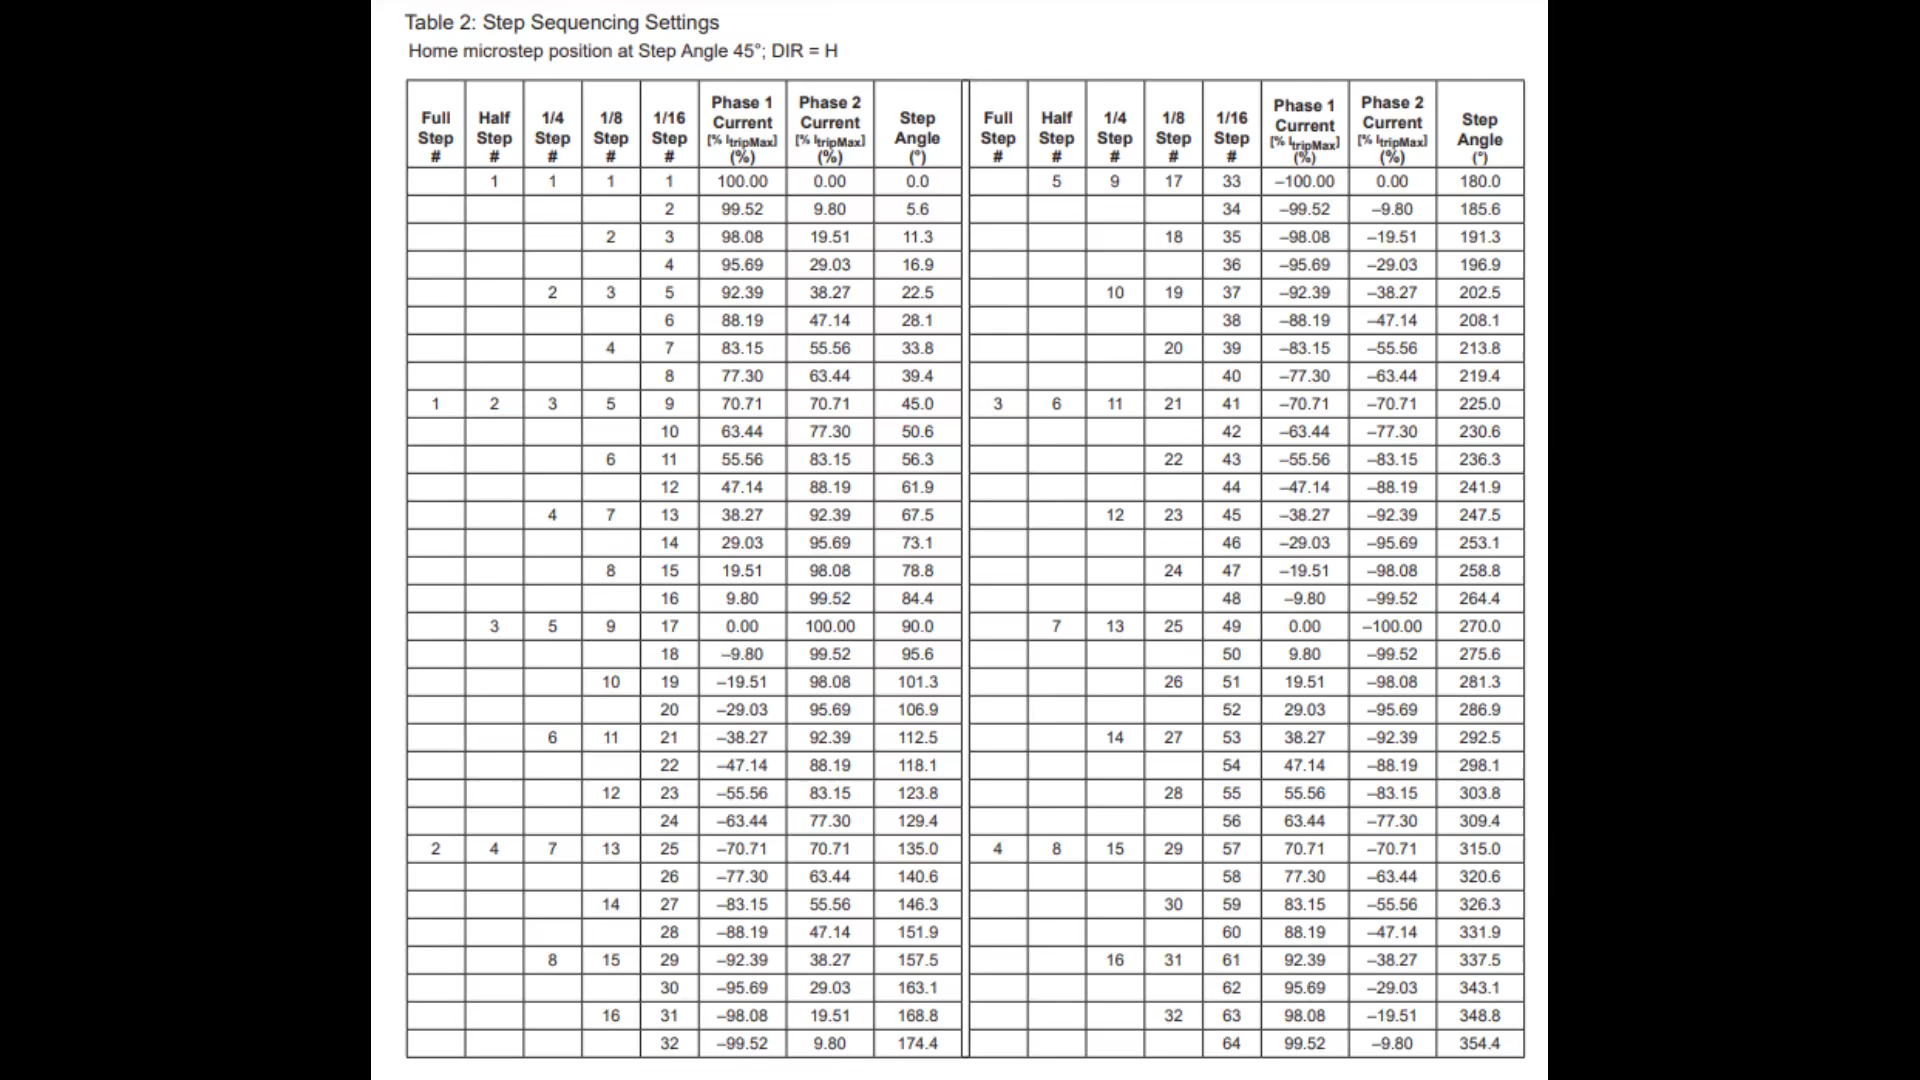 Table 2: Step Sequencing Settings
Home microstep position at Step Angle 45°; DIR = H
Full Step # Half Step # 1/4 Step # 1/8 Step # 1/16 Step # Phase 1 Current [% ItripMax] (%) Phase 2 Current [% ItripMax] (%) Step Angle (°) Full Step # Half Step # 1/4 Step # 1/8 Step # 1/16 Step # Phase 1 Current [% ItripMax] (%) Phase 2 Current [% ItripMax] (%) Step Angle (°)
1 1 1 1 100.00 0.00 0.0 5 9 17 33 –100.00 0.00 180.0
2 99.52 9.80 5.6 34 –99.52 –9.80 185.6
2 3 98.08 19.51 11.3 18 35 –98.08 –19.51 191.3
4 95.69 29.03 16.9 36 –95.69 –29.03 196.9
2 3 5 92.39 38.27 22.5 10 19 37 –92.39 –38.27 202.5
6 88.19 47.14 28.1 38 –88.19 –47.14 208.1
4 7 83.15 55.56 33.8 20 39 –83.15 –55.56 213.8
8 77.30 63.44 39.4 40 –77.30 –63.44 219.4
1 2 3 5 9 70.71 70.71 45.0 3 6 11 21 41 –70.71 –70.71 225.0
10 63.44 77.30 50.6 42 –63.44 –77.30 230.6
6 11 55.56 83.15 56.3 22 43 –55.56 –83.15 236.3
12 47.14 88.19 61.9 44 –47.14 –88.19 241.9
4 7 13 38.27 92.39 67.5 12 23 45 –38.27 –92.39 247.5
14 29.03 95.69 73.1 46 –29.03 –95.69 253.1
8 15 19.51 98.08 78.8 24 47 –19.51 –98.08 258.8
16 9.80 99.52 84.4 48 –9.80 –99.52 264.4
3 5 9 17 0.00 100.00 90.0 7 13 25 49 0.00 –100.00 270.0
18 –9.80 99.52 95.6 50 9.80 –99.52 275.6
10 19 –19.51 98.08 101.3 26 51 19.51 –98.08 281.3
20 –29.03 95.69 106.9 52 29.03 –95.69 286.9
6 11 21 –38.27 92.39 112.5 14 27 53 38.27 –92.39 292.5
22 –47.14 88.19 118.1 54 47.14 –88.19 298.1
12 23 –55.56 83.15 123.8 28 55 55.56 –83.15 303.8
24 –63.44 77.30 129.4 56 63.44 –77.30 309.4
2 4 7 13 25 –70.71 70.71 135.0 4 8 15 29 57 70.71 –70.71 315.0
26 –77.30 63.44 140.6 58 77.30 –63.44 320.6
14 27 –83.15 55.56 146.3 30 59 83.15 –55.56 326.3
28 –88.19 47.14 151.9 60 88.19 –47.14 331.9
8 15 29 –92.39 38.27 157.5 16 31 61 92.39 –38.27 337.5
30 –95.69 29.03 163.1 62 95.69 –29.03 343.1
16 31 –98.08 19.51 168.8 32 63 98.08 –19.51 348.8
32 –99.52 9.80 174.4 64 99.52 –9.80 354.4